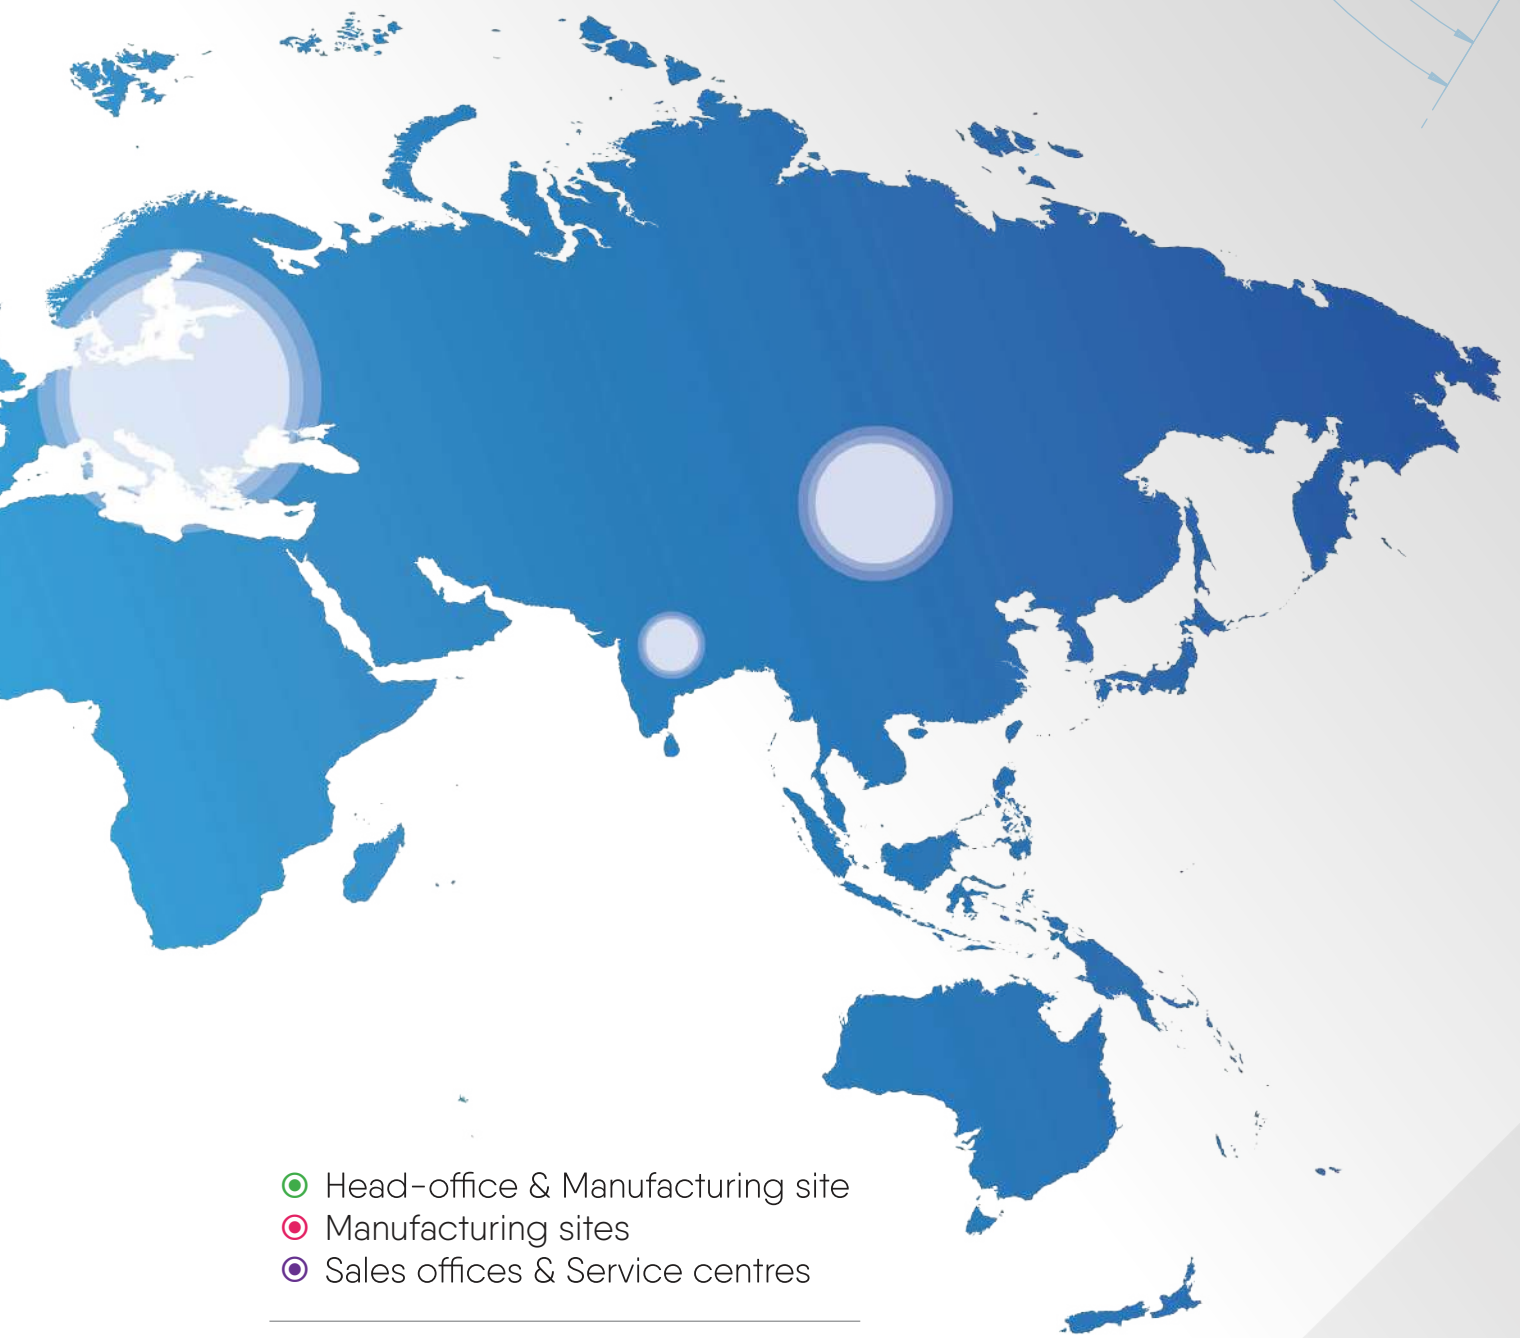 Head-office & Manufacturing site
Manufacturing sites
Sales offices & Service centres